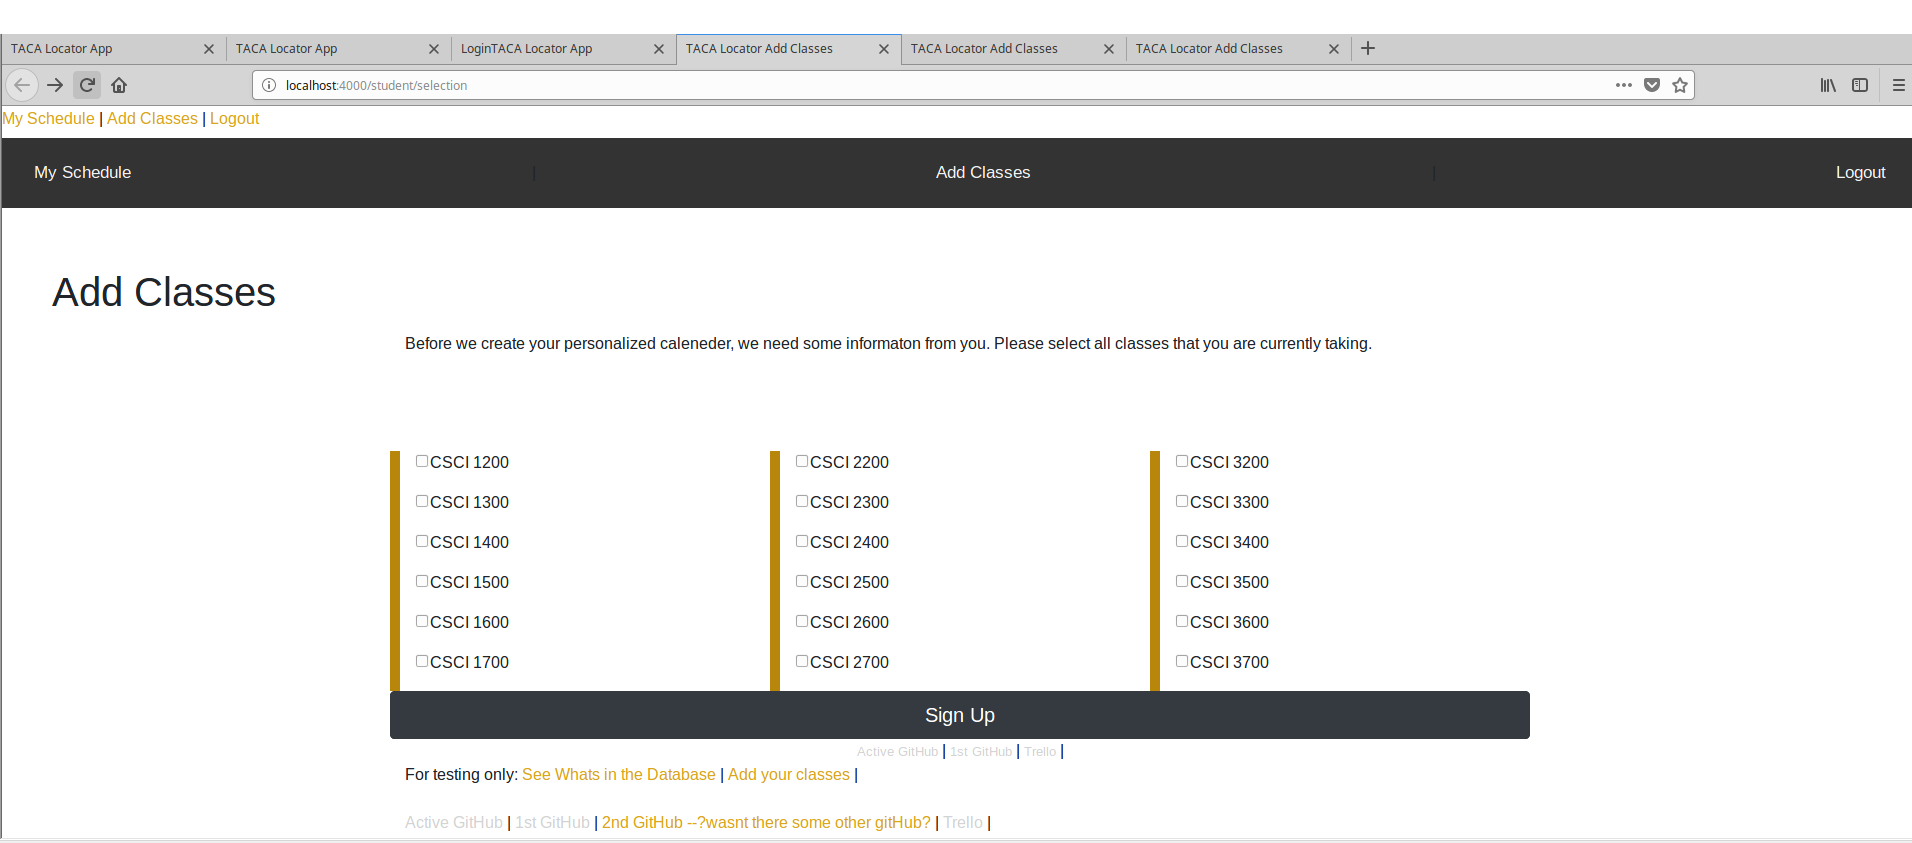 TACA Locator App TACA Locator App LoginTACA Locator App TACA Locator Add Classes TACA Locator Add Classes TACA Locator Add Classes
localhost:4000/student/selection
My Schedule | Add Classes | Logout
My Schedule | Add Classes | Logout
Add Classes
Before we create your personalized caleneder, we need some informaton from you. Please select all classes that you are currently taking.
CSCI 1200 CSCI 2200 CSCI 3200
CSCI 1300 CSCI 2300 CSCI 3300
CSCI 1400 CSCI 2400 CSCI 3400
CSCI 1500 CSCI 2500 CSCI 3500
CSCI 1600 CSCI 2600 CSCI 3600
CSCI 1700 CSCI 2700 CSCI 3700
Sign Up
Active GitHub | 1st GitHub | Trello |
For testing only: See Whats in the Database | Add your classes |
Active GitHub | 1st GitHub | 2nd GitHub --?wasnt there some other gitHub? | Trello |